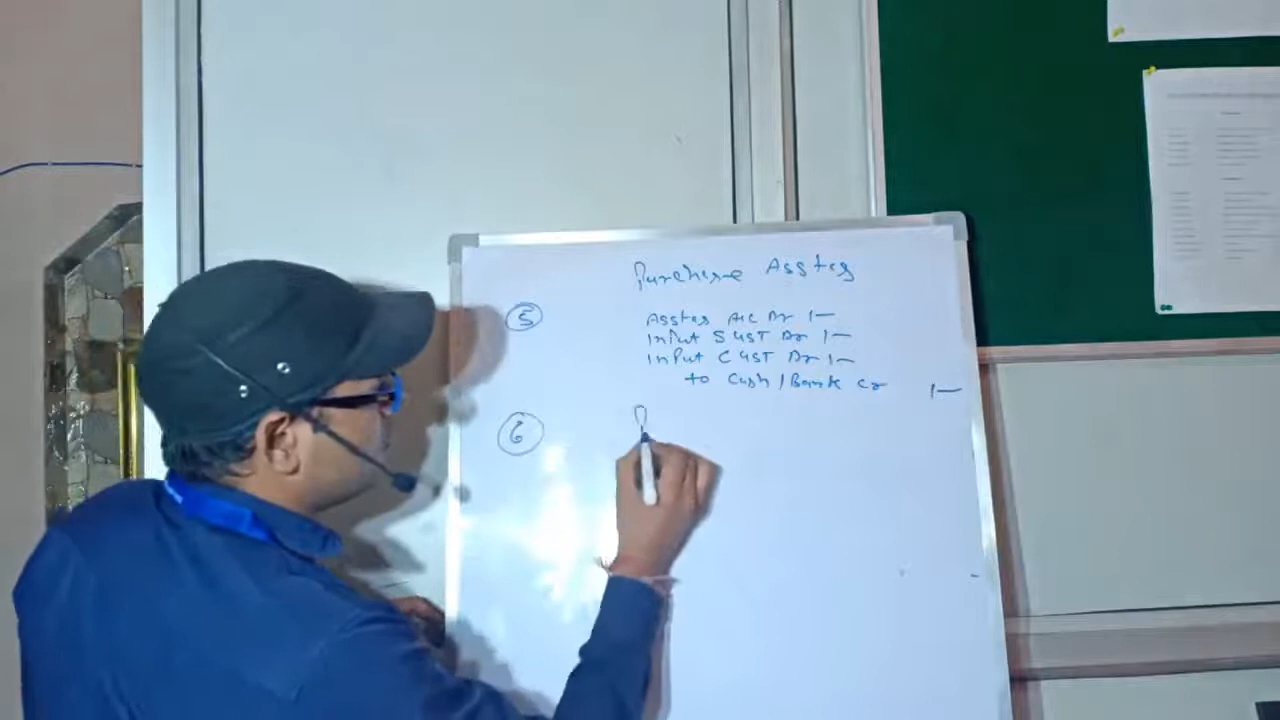 Purchase Asstes
5
Asstes A/C Dr 1—
Input SGST Dr 1—
Input CGST Dr 1—
to Cash/Bank Cr 1—
6